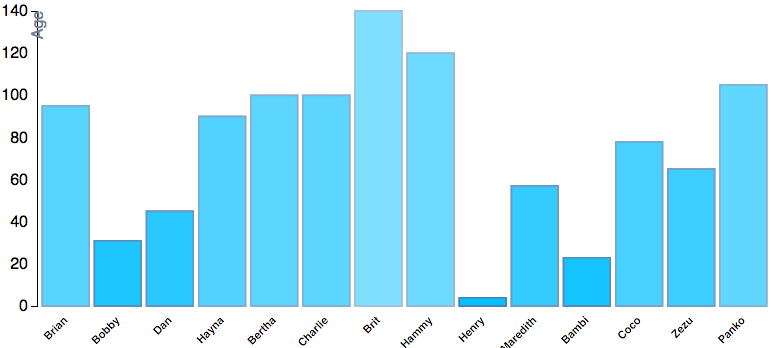 140
Age
120
100
80
60
40
20
0
Brian
Bobby
Dan
Hayna
Bertha
Charlie
Brit
Hammy
Henry
Maredith
Bambi
Coco
Zezu
Panko